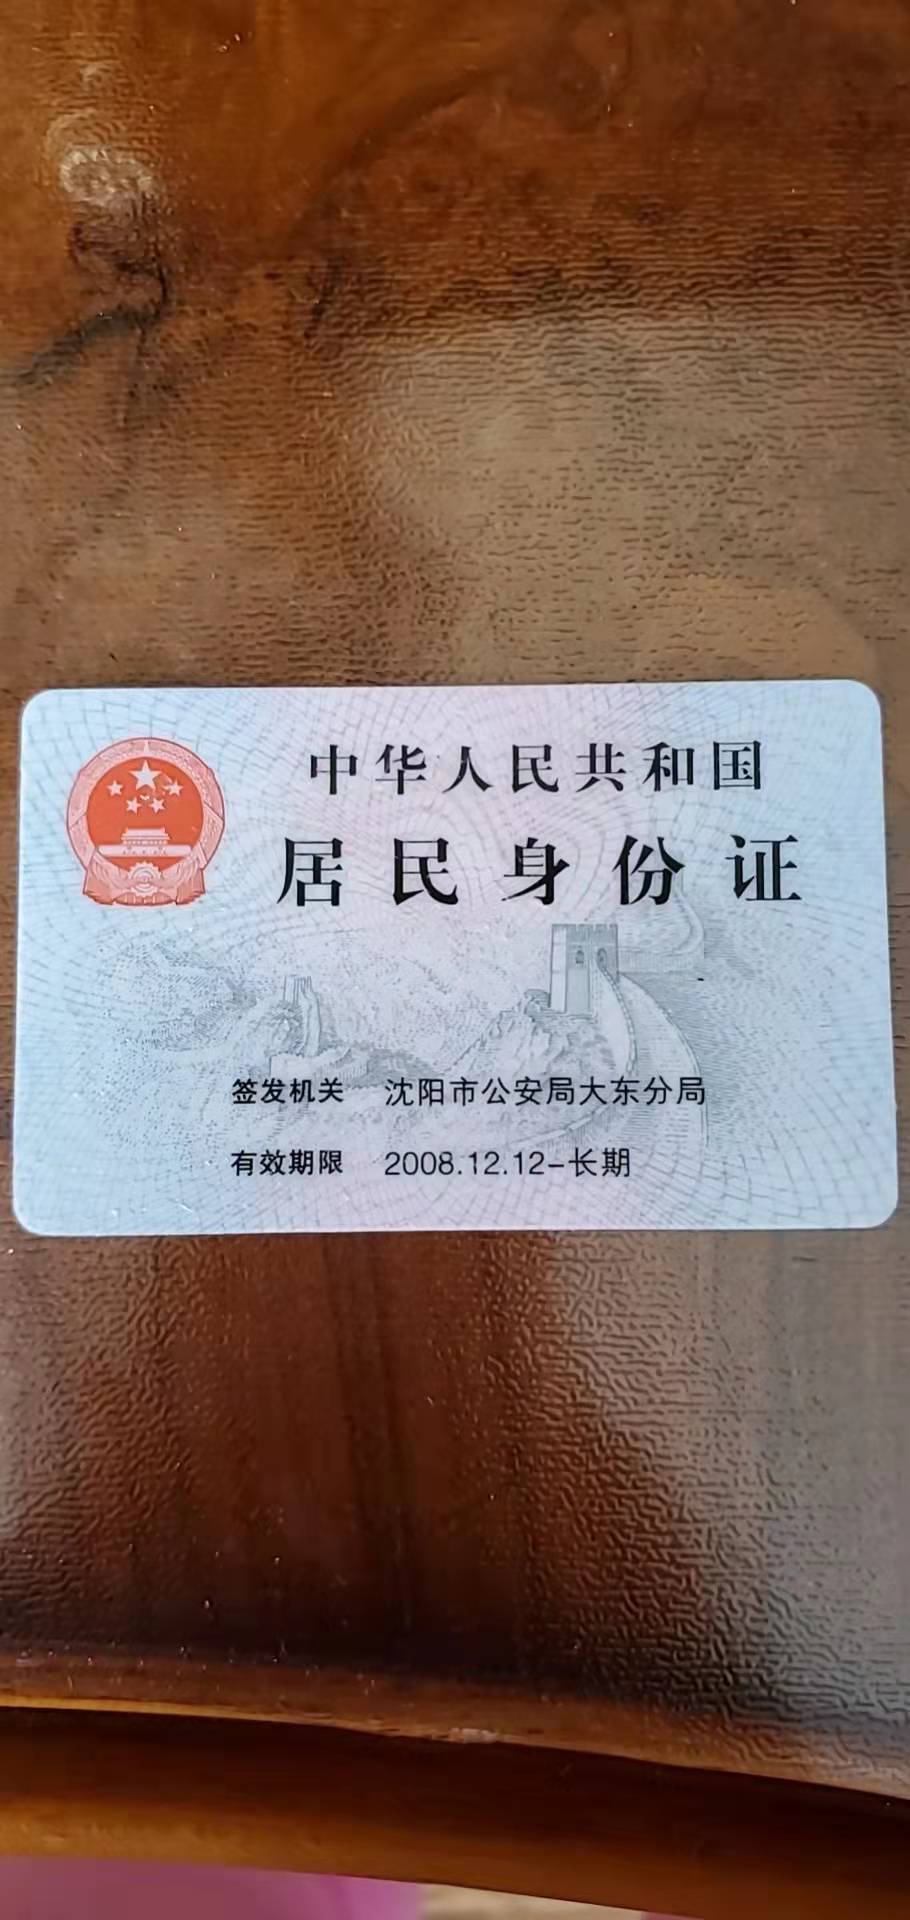 中华人民共和国
居民身份证
签发机关 沈阳市公安局大东分局
有效期限 2008.12.12-长期